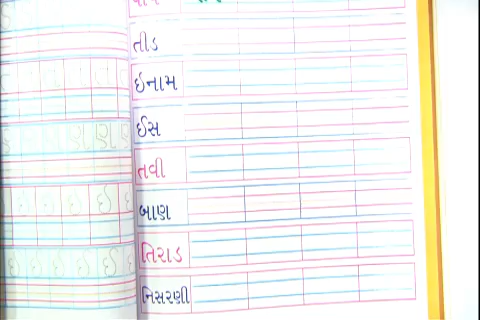 તીડ
ઈનામ
ઈસ
તવી
બાણ
તિરાડ
નિસરણી